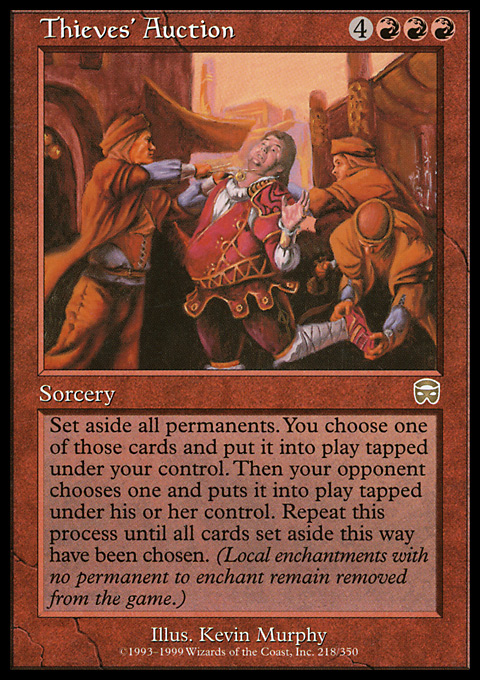 Thieves' Auction 4
Sorcery
Set aside all permanents. You choose one
of those cards and put it into play tapped
under your control. Then your opponent
chooses one and puts it into play tapped
under his or her control. Repeat this
process until all cards set aside this way
have been chosen. (Local enchantments with
no permanent to enchant remain removed
from the game.)
Illus. Kevin Murphy
©1993-1999 Wizards of the Coast, Inc. 218/350